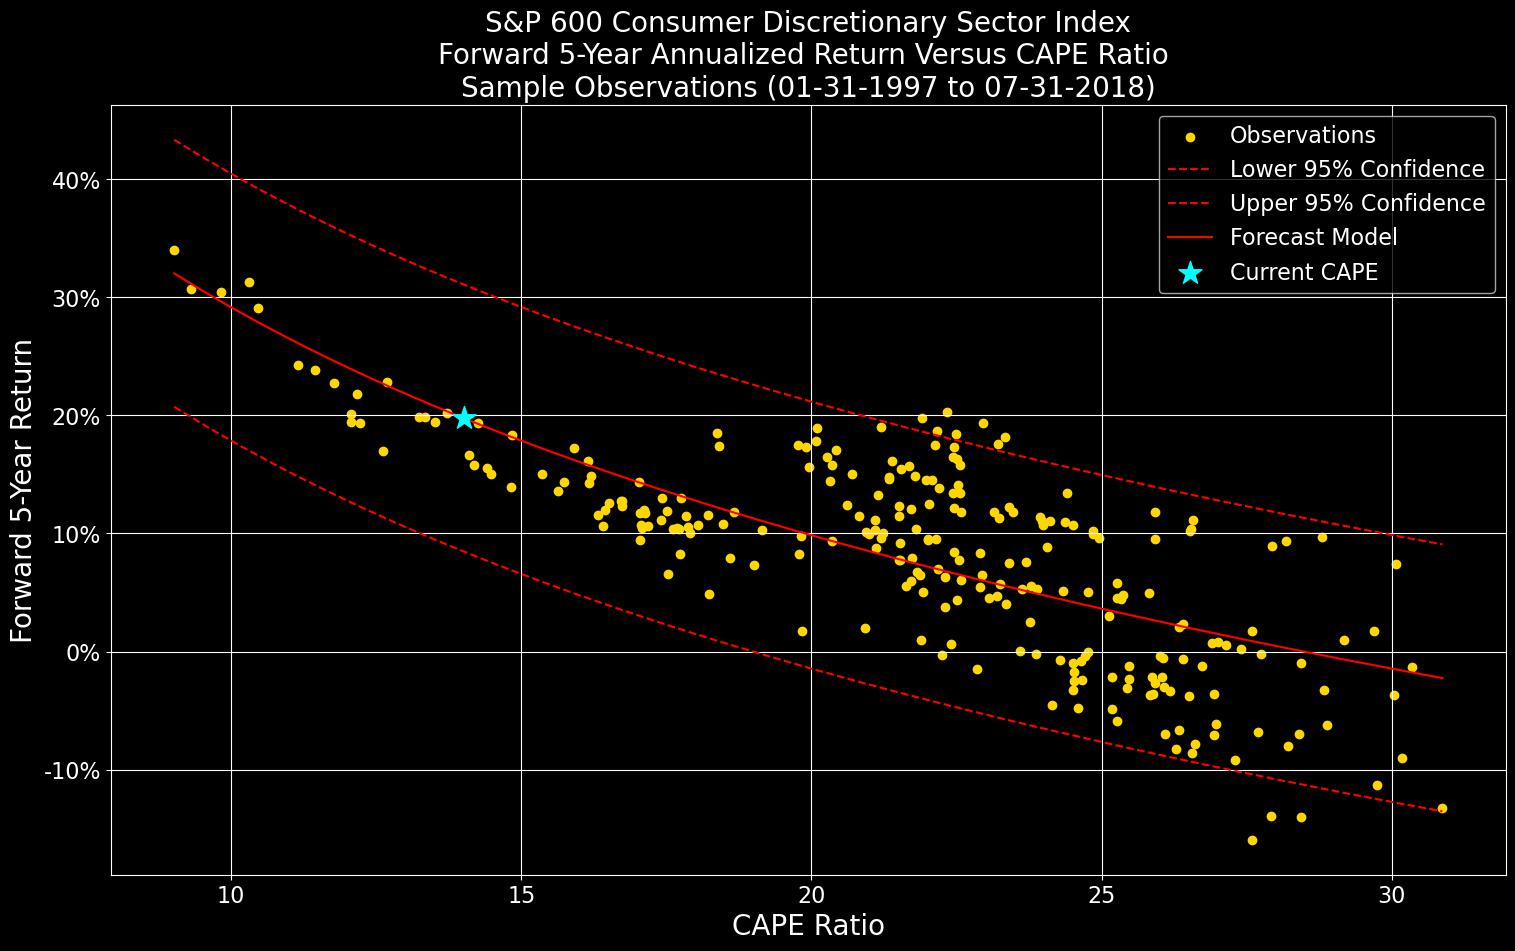 S&P 600 Consumer Discretionary Sector Index
Forward 5-Year Annualized Return Versus CAPE Ratio
Sample Observations (01-31-1997 to 07-31-2018)
Observations
Lower 95% Confidence
Upper 95% Confidence
Forecast Model
Current CAPE
Forward 5-Year Return
40%
30%
20%
10%
0%
-10%
10
15
20
25
30
CAPE Ratio